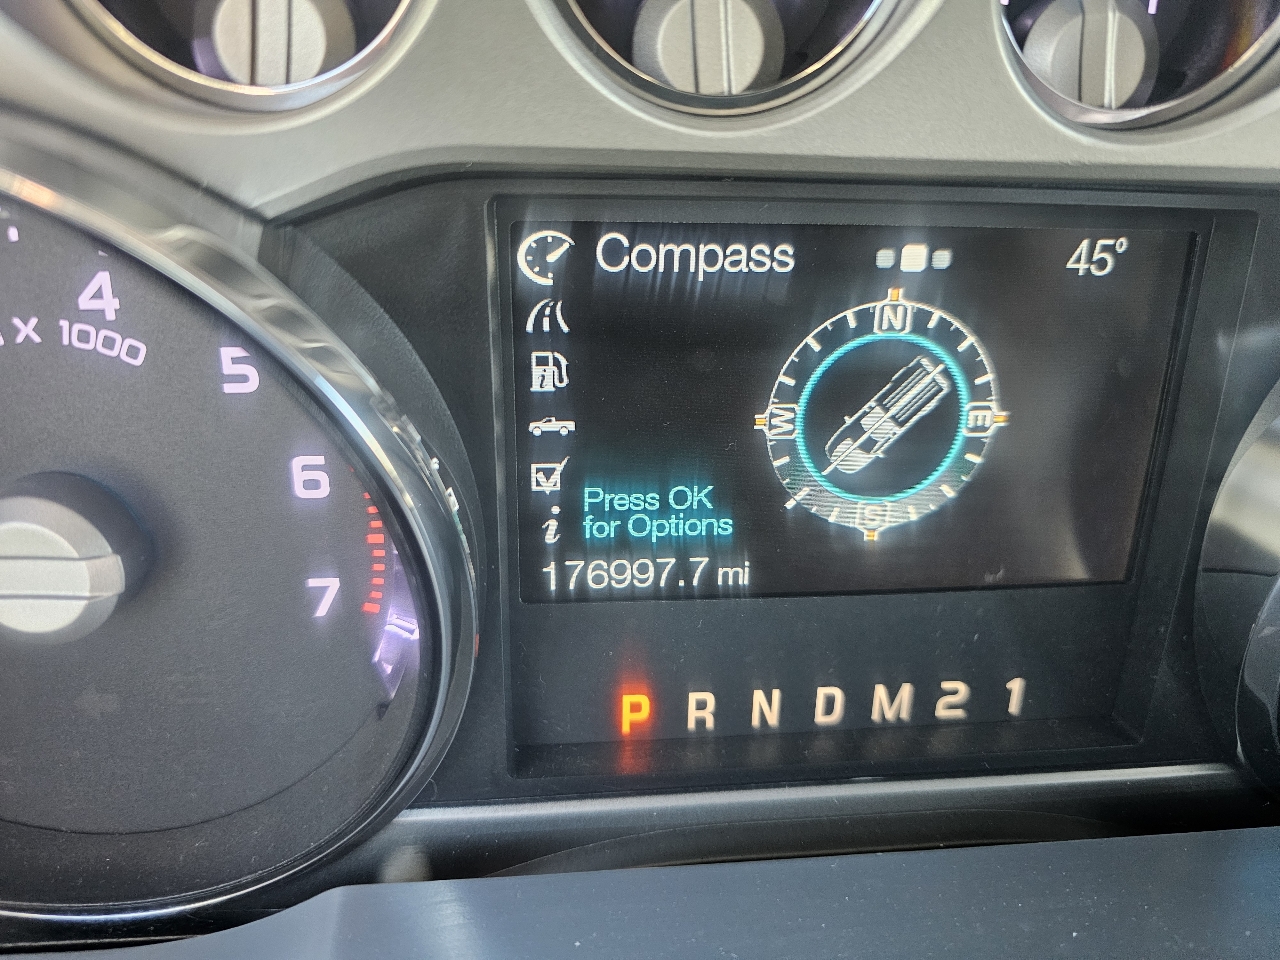 Compass
45°
N
W
E
S
Press OK
for Options
176997.7 mi
4
X 1000
5
6
7
P R N D M 2 1